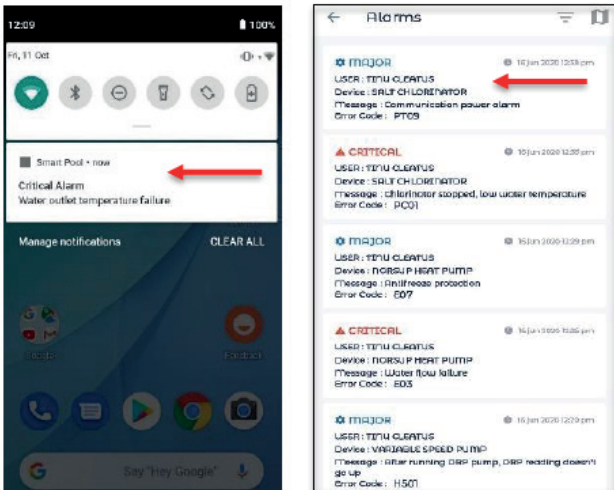 12:09
100%
Fri, 11 Oct
Smart Pool • now
Critical Alarm
Water outlet temperature failure
Manage notifications
CLEAR ALL
Google
Say "Hey Google"
Alarms
MAJOR
USER : TINU CLEATUS
Device : SALT CHLORINATOR
Message : Communication power alarm
Error Code : PT09
CRITICAL
USER : TINU CLEATUS
Device : SALT CHLORINATOR
Message : Chlorinator stopped, low water temperature
Error Code : PC01
MAJOR
USER : TINU CLEATUS
Device : NORSUP HEAT PUMP
Message : Antifreeze protection
Error Code : E07
CRITICAL
USER : TINU CLEATUS
Device : NORSUP HEAT PUMP
Message : Water flow failure
Error Code : E03
MAJOR
USER : TINU CLEATUS
Device : VARIABLE SPEED PUMP
Message : After running ORP pump, ORP reading doesn't
go up
Error Code : HS01